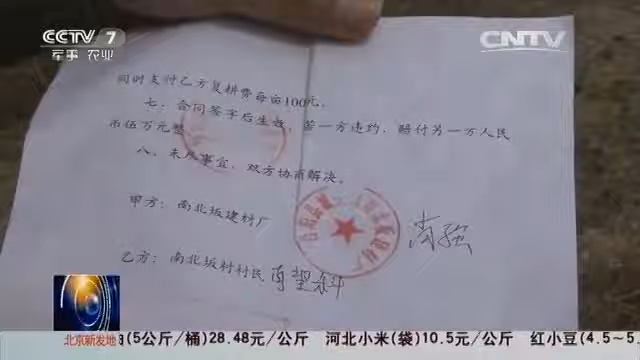 CCTV 7
军事 农业
CNTV
同时支付乙方复耕费每亩100元。
七、合同签字后生效,若一方违约,赔付另一万人民
币伍万元整。
八、未尽事宜,双方协商解决。
甲方:南北坂建材厂
乙方:南北坂村村民
北京新发地
(5公斤/桶)28.48元/公斤 河北小米(袋)10.5元/公斤 红小豆(4.5-5